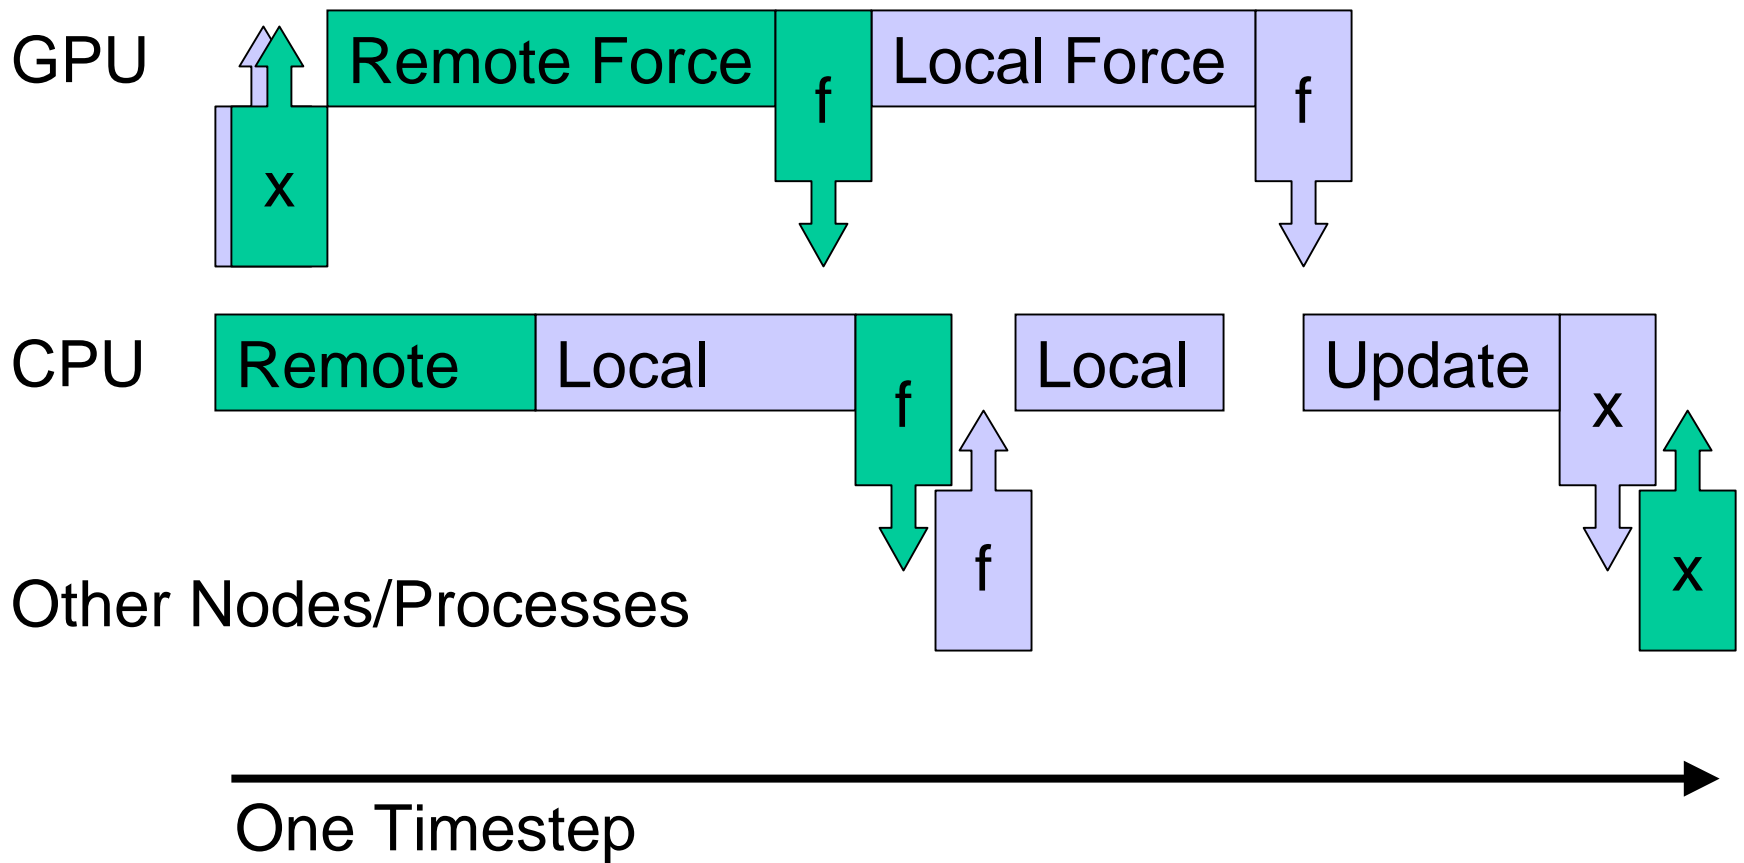 GPU
Remote Force
f
Local Force
f
x
CPU
Remote
Local
f
Local
Update
x
f
x
Other Nodes/Processes
One Timestep